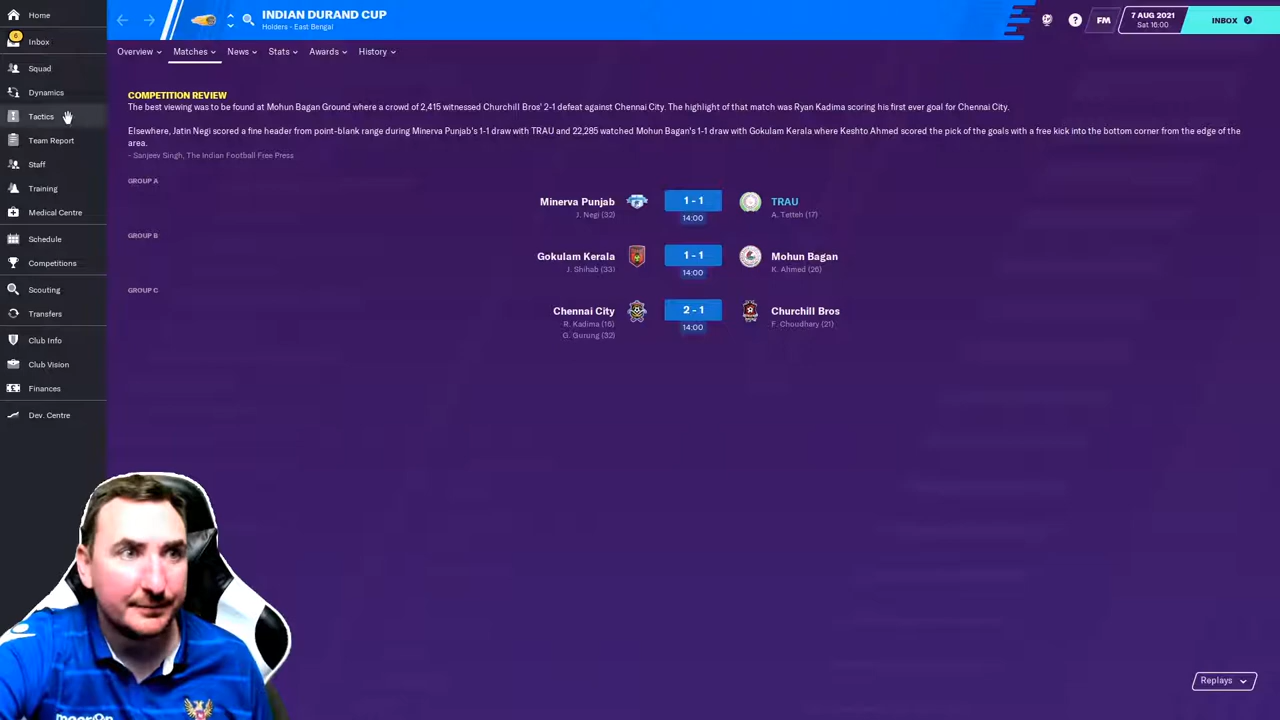 Home
6
Inbox
Squad
Dynamics
Tactics
Team Report
Staff
Training
Medical Centre
Schedule
Competitions
Scouting
Transfers
Club Info
Club Vision
Finances
Dev. Centre
INDIAN DURAND CUP
Holders - East Bengal
?
FM
7 AUG 2021
Sat 16:00
INBOX
Overview
Matches
News
Stats
Awards
History
COMPETITION REVIEW
The best viewing was to be found at Mohun Bagan Ground where a crowd of 2,415 witnessed Churchill Bros' 2-1 defeat against Chennai City. The highlight of that match was Ryan Kadima scoring his first ever goal for Chennai City.
Elsewhere, Jatin Negi scored a fine header from point-blank range during Minerva Punjab's 1-1 draw with TRAU and 22,285 watched Mohun Bagan's 1-1 draw with Gokulam Kerala where Keshto Ahmed scored the pick of the goals with a free kick into the bottom corner from the edge of the
area.
- Sanjeev Singh, The Indian Football Free Press
GROUP A
Minerva Punjab 1 - 1 TRAU
J. Negi (32) 14:00 A. Tetteh (17)
GROUP B
Gokulam Kerala 1 - 1 Mohun Bagan
J. Shihab (33) 14:00 K. Ahmed (26)
GROUP C
Chennai City 2 - 1 Churchill Bros
R. Kadima (16) 14:00 F. Choudhary (21)
G. Gurung (32)
Replays
macron